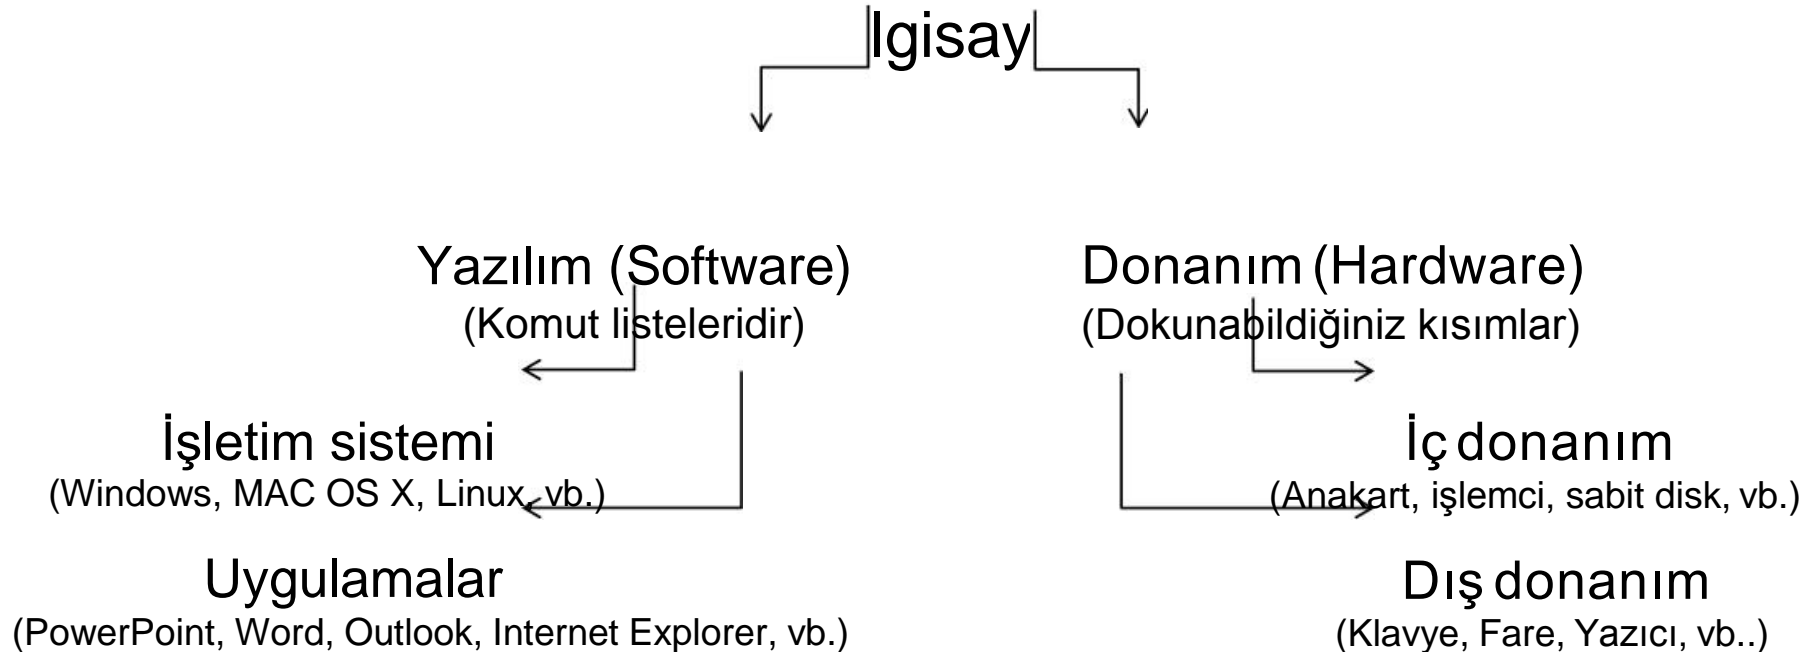 lgisay
Yazılım (Software)
(Komut listeleridir)
Donanım (Hardware)
(Dokunabildiğiniz kısımlar)
İşletim sistemi
(Windows, MAC OS X, Linux, vb.)
İç donanım
(Anakart, işlemci, sabit disk, vb.)
Uygulamalar
(PowerPoint, Word, Outlook, Internet Explorer, vb.)
Dış donanım
(Klavye, Fare, Yazıcı, vb..)